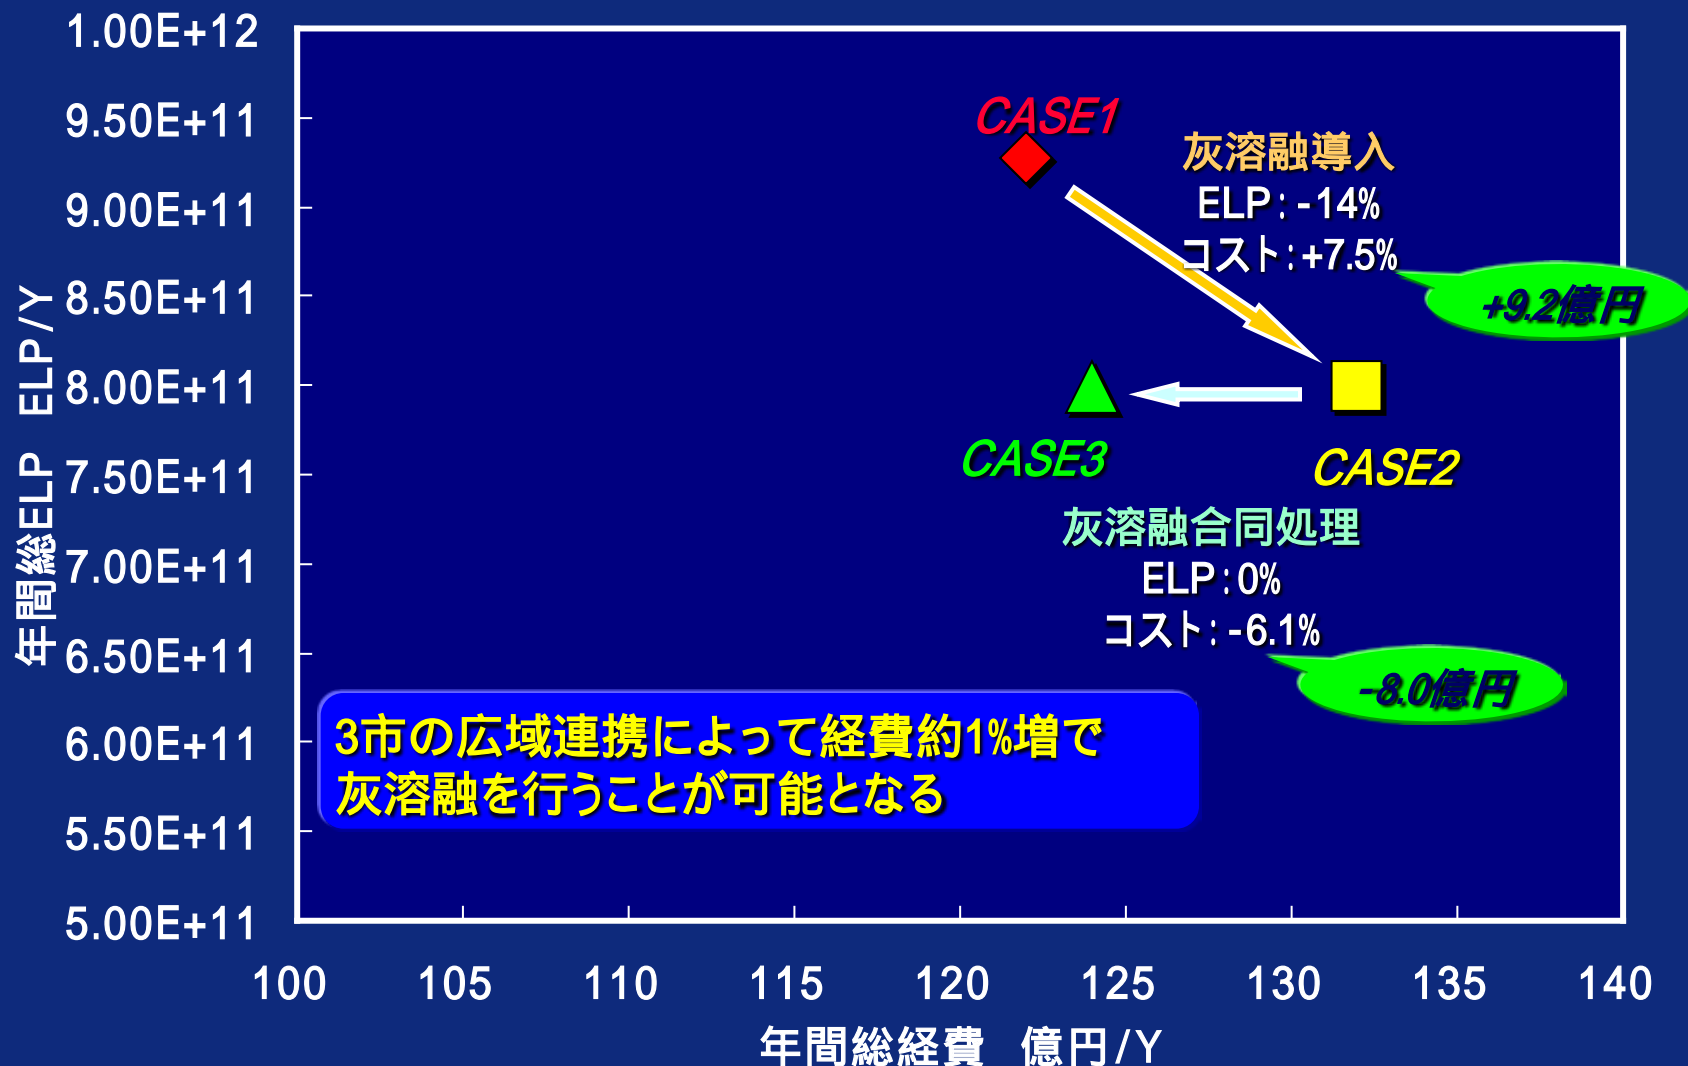 1.00E+12
9.50E+11
9.00E+11
8.50E+11
8.00E+11
7.50E+11
7.00E+11
6.50E+11
6.00E+11
5.50E+11
5.00E+11
年間総ELP ELP/Y
CASE1
灰溶融導入
ELP:-14%
コスト:+7.5%
+9.2億円
CASE3
CASE2
灰溶融合同処理
ELP:0%
コスト:-6.1%
-8.0億円
3市の広域連携によって経費約1%増で
灰溶融を行うことが可能となる
100 105 110 115 120 125 130 135 140
年間総経費 億円/Y